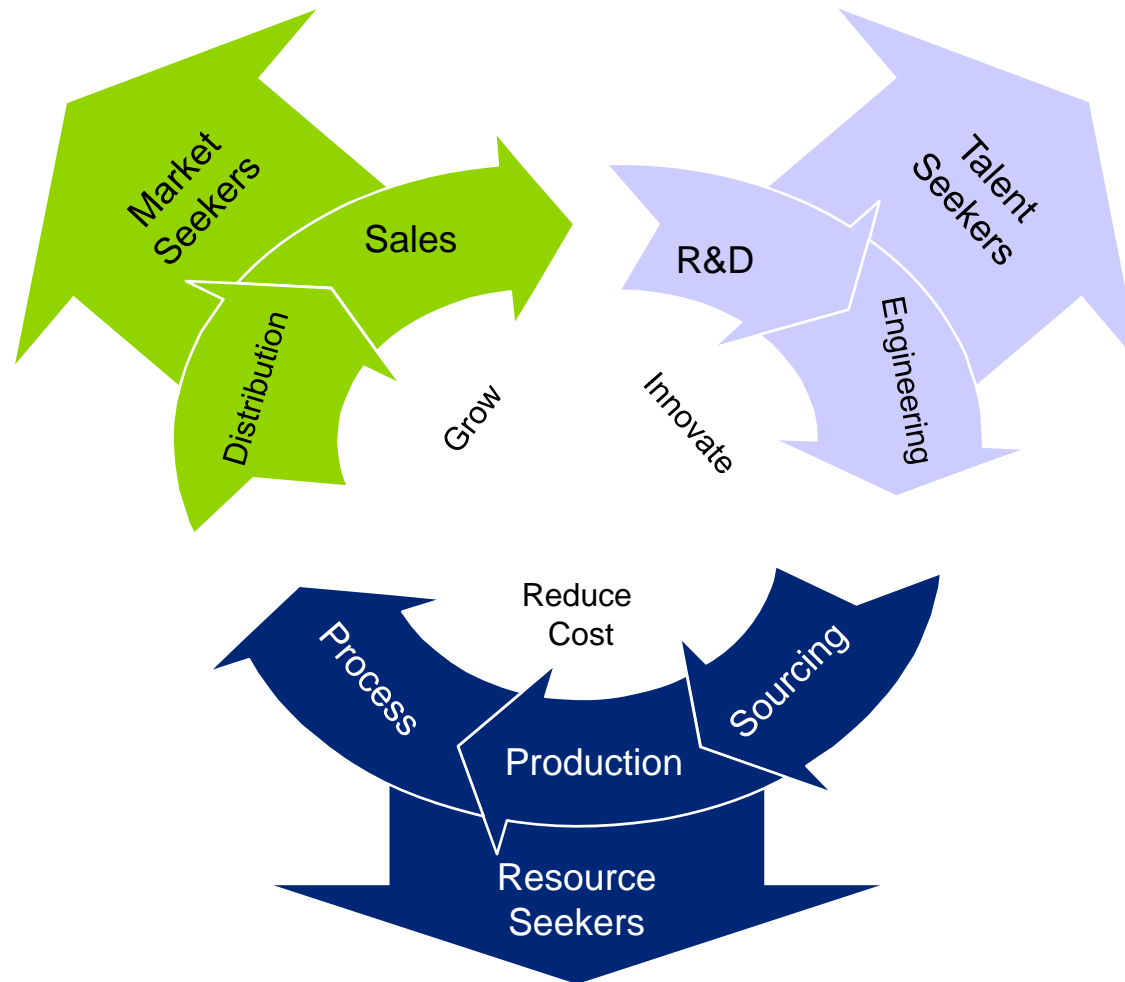 Market
Seekers
Sales
Distribution
Grow
Talent
Seekers
R&D
Engineering
Innovate
Reduce
Cost
Sourcing
Production
Process
Resource
Seekers